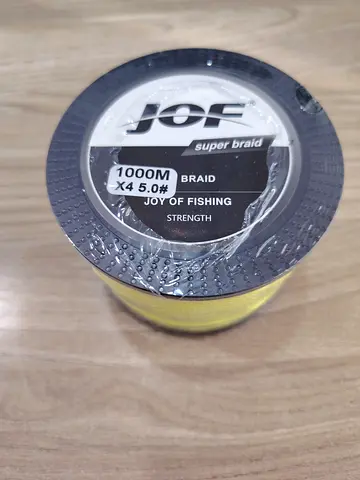 JOF
super braid
1000M
X4 5.0#
BRAID
JOY OF FISHING
STRENGTH